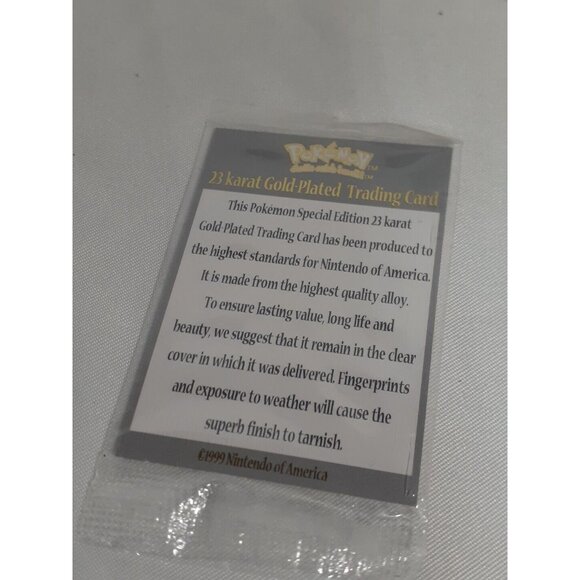 POKéMON™
23 karat Gold-Plated Trading Card
This Pokémon Special Edition 23 karat
Gold-Plated Trading Card has been produced to
the highest standards for Nintendo of America.
It is made from the highest quality alloy.
To ensure lasting value, long life and
beauty, we suggest that it remain in the clear
cover in which it was delivered. Fingerprints
and exposure to weather will cause the
superb finish to tarnish.
©1999 Nintendo of America